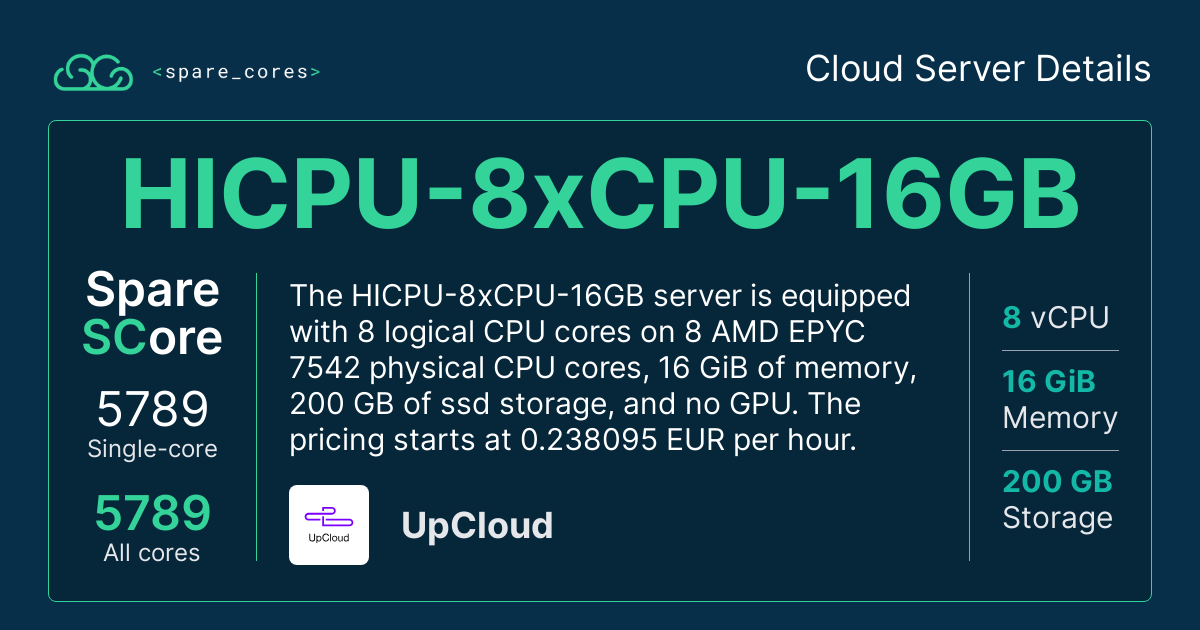 <spare_cores>
Cloud Server Details
HICPU-8xCPU-16GB
Spare
SCore
5789
Single-core
5789
All cores
The HICPU-8xCPU-16GB server is equipped
with 8 logical CPU cores on 8 AMD EPYC
7542 physical CPU cores, 16 GiB of memory,
200 GB of ssd storage, and no GPU. The
pricing starts at 0.238095 EUR per hour.
UpCloud
UpCloud
8 vCPU
16 GiB
Memory
200 GB
Storage